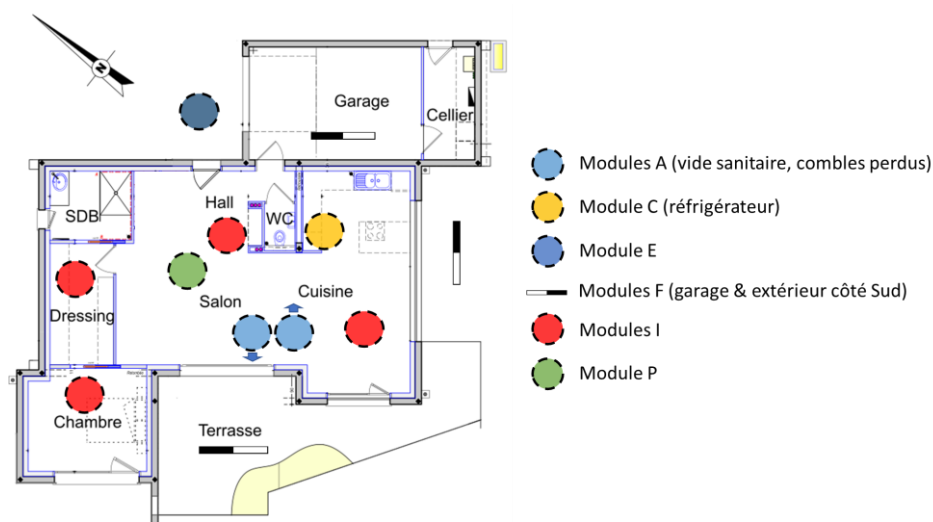 N
Garage
Cellier
SDB
Hall
WC
Dressing
Salon
Cuisine
Chambre
Terrasse
Modules A (vide sanitaire, combles perdus)
Module C (réfrigérateur)
Module E
Modules F (garage & extérieur côté Sud)
Modules I
Module P